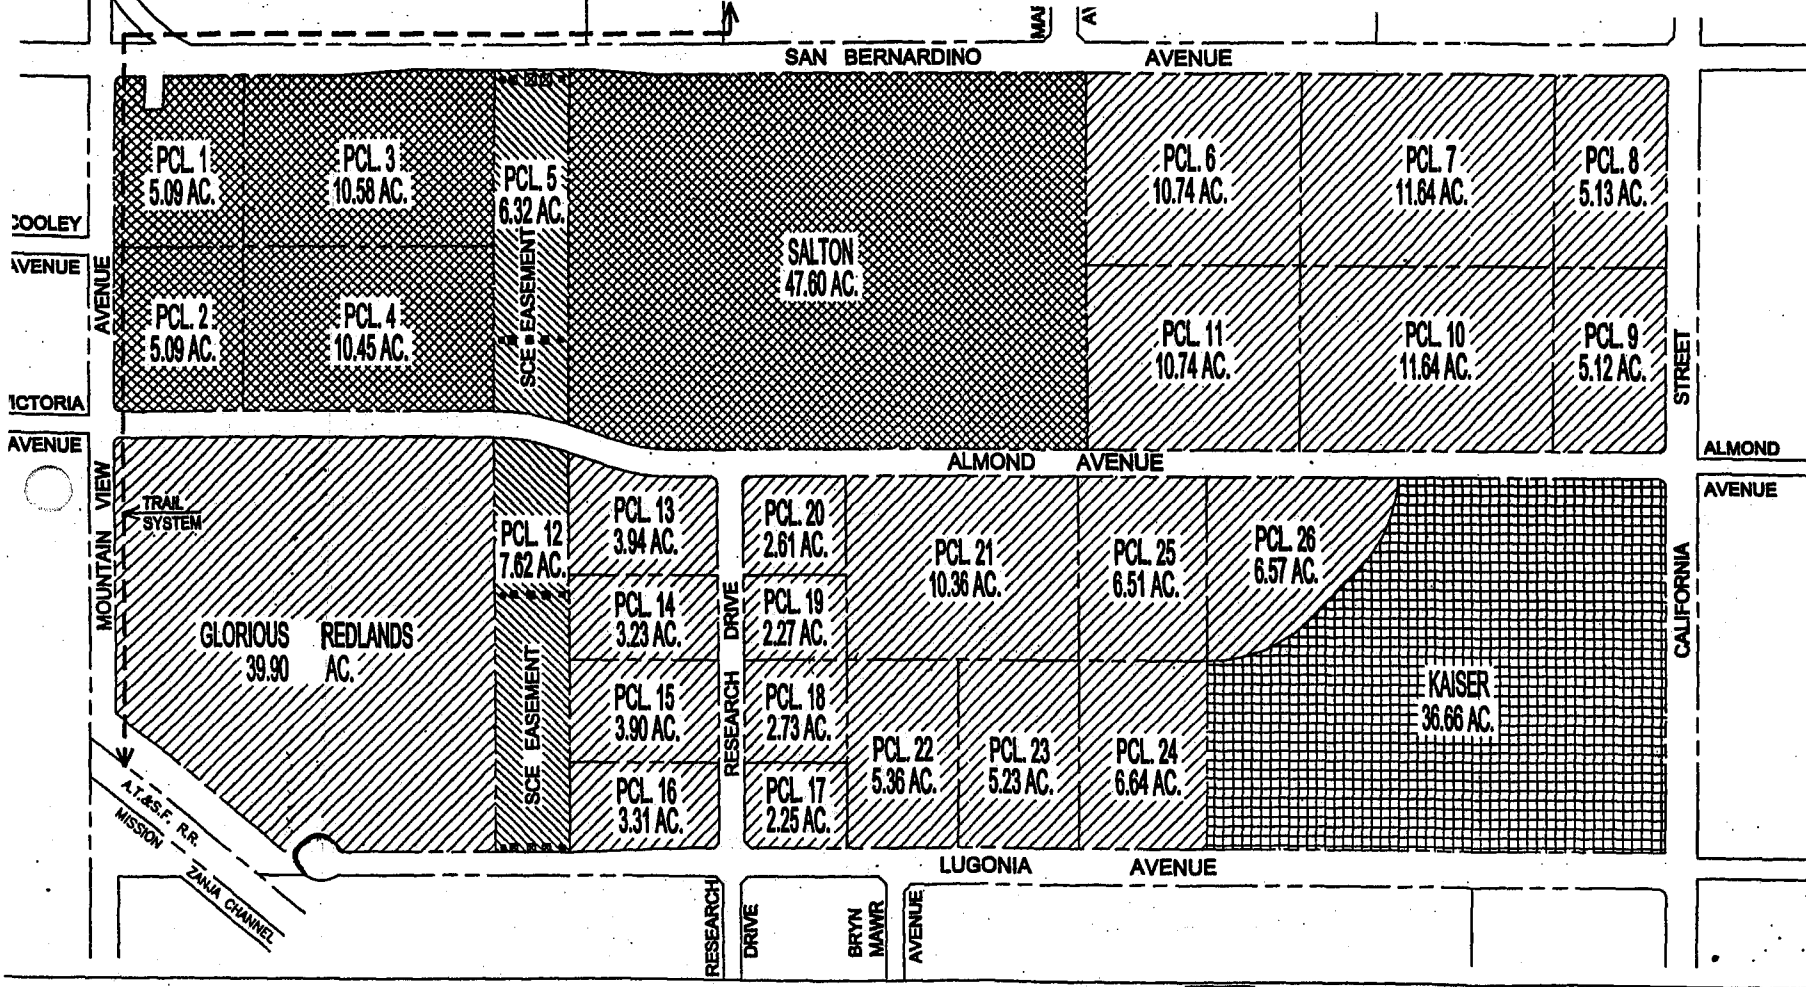 MAI
AV
SAN BERNARDINO AVENUE
PCL. 1
5.09 AC.
PCL. 3
10.58 AC.
PCL. 5
6.32 AC.
PCL. 6
10.74 AC.
PCL. 7
11.64 AC.
PCL. 8
5.13 AC.
COOLEY
AVENUE
AVENUE
SCE EASEMENT
SALTON
47.60 AC.
PCL. 2
5.09 AC.
PCL. 4
10.45 AC.
PCL. 11
10.74 AC.
PCL. 10
11.64 AC.
PCL. 9
5.12 AC.
STREET
ICTORIA
AVENUE
ALMOND AVENUE
ALMOND
AVENUE
MOUNTAIN VIEW
TRAIL
SYSTEM
PCL. 12
7.62 AC.
PCL. 13
3.94 AC.
PCL. 20
2.61 AC.
PCL. 21
10.36 AC.
PCL. 25
6.51 AC.
PCL. 26
6.57 AC.
CALIFORNIA
GLORIOUS REDLANDS
39.90 AC.
PCL. 14
3.23 AC.
RESEARCH DRIVE
PCL. 19
2.27 AC.
SCE EASEMENT
PCL. 15
3.90 AC.
PCL. 18
2.73 AC.
KAISER
36.66 AC.
PCL. 16
3.31 AC.
PCL. 17
2.25 AC.
PCL. 22
5.36 AC.
PCL. 23
5.23 AC.
PCL. 24
6.64 AC.
A.T.&S.F. R.R.
MISSION ZANJA CHANNEL
LUGONIA AVENUE
RESEARCH
DRIVE
BRYN
MAWR
AVENUE